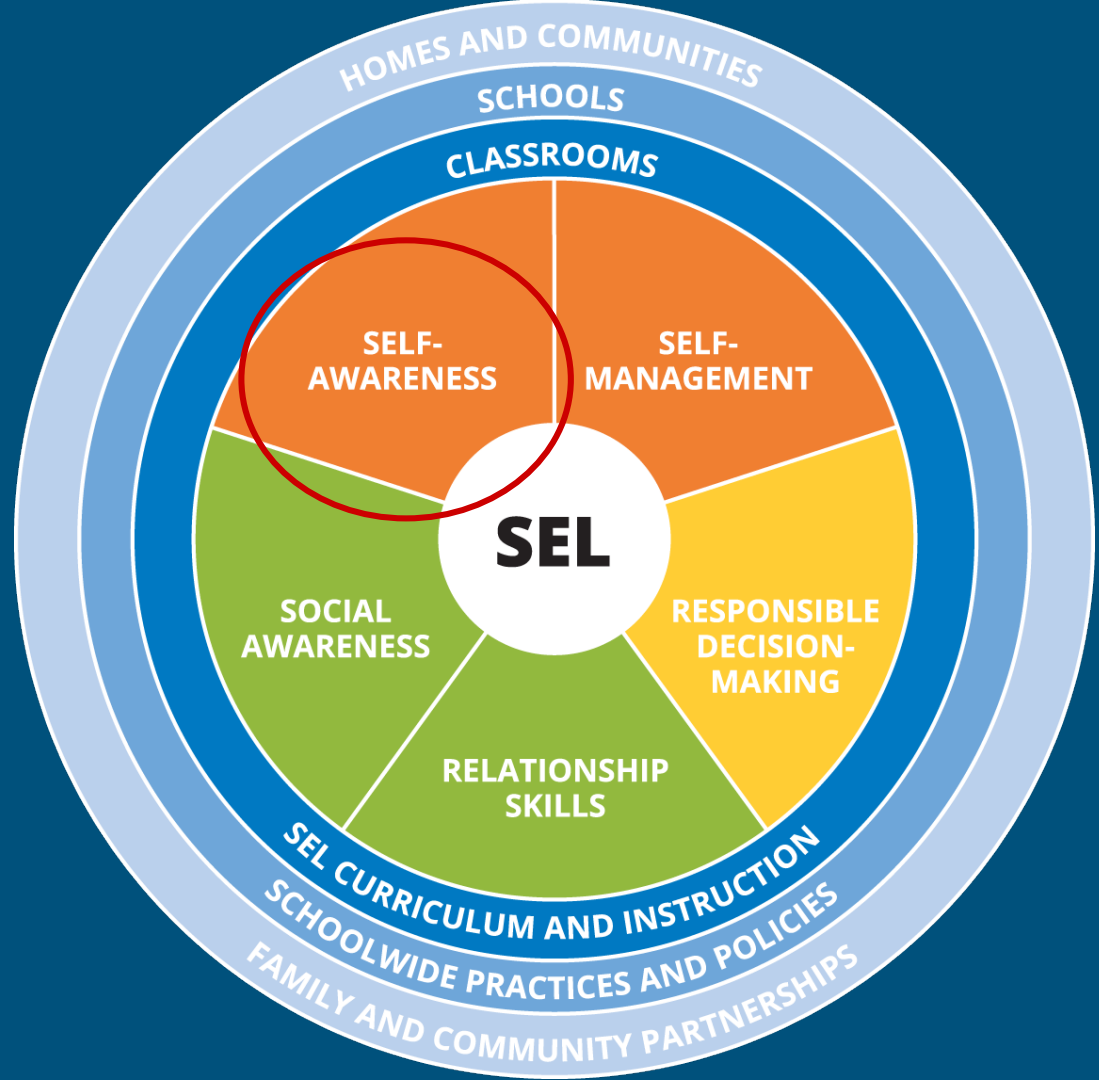 HOMES AND COMMUNITIES
SCHOOLS
CLASSROOMS
SELF-
AWARENESS
SELF-
MANAGEMENT
SEL
SOCIAL
AWARENESS
RESPONSIBLE
DECISION-
MAKING
RELATIONSHIP
SKILLS
SEL CURRICULUM AND INSTRUCTION
SCHOOLWIDE PRACTICES AND POLICIES
FAMILY AND COMMUNITY PARTNERSHIPS